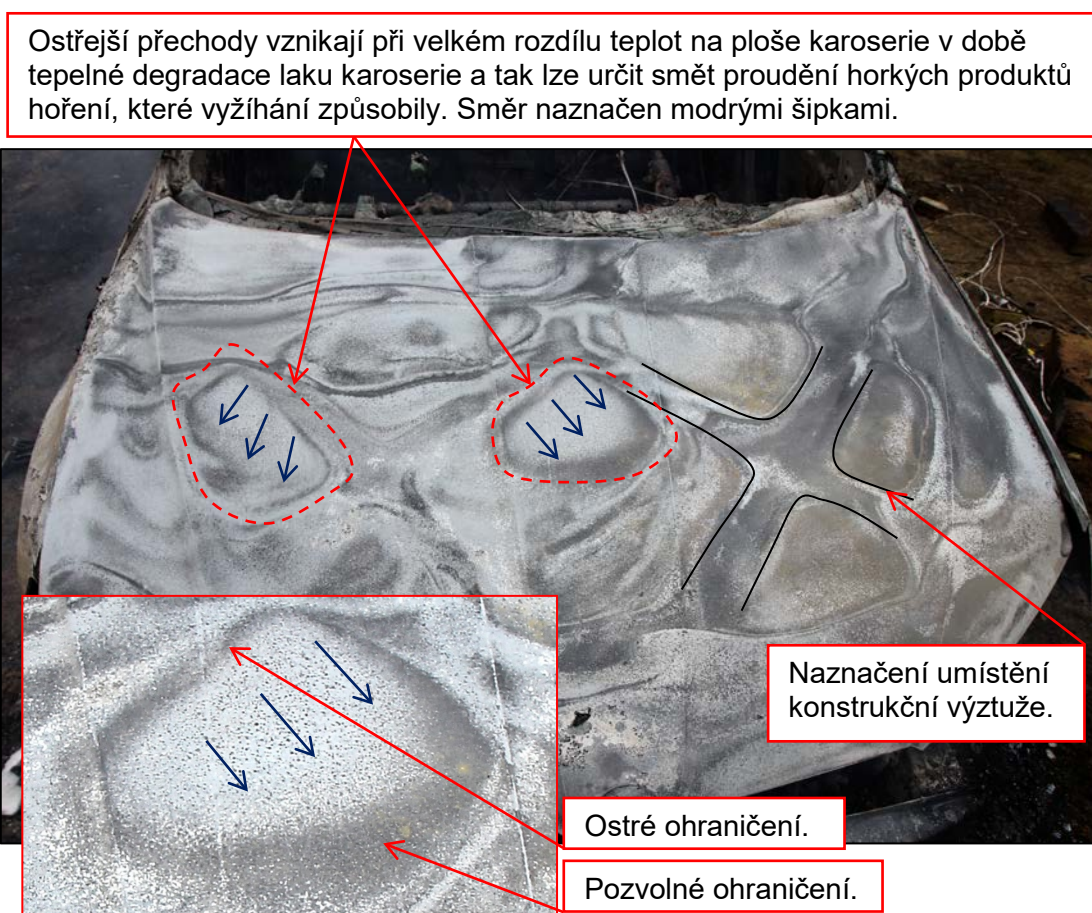 Ostřejší přechody vznikají při velkém rozdílu teplot na ploše karoserie v době
tepelné degradace laku karoserie a tak lze určit smět proudění horkých produktů
hoření, které vyžíhání způsobily. Směr naznačen modrými šipkami.
Naznačení umístění
konstrukční výztuže.
Ostré ohraničení.
Pozvolné ohraničení.